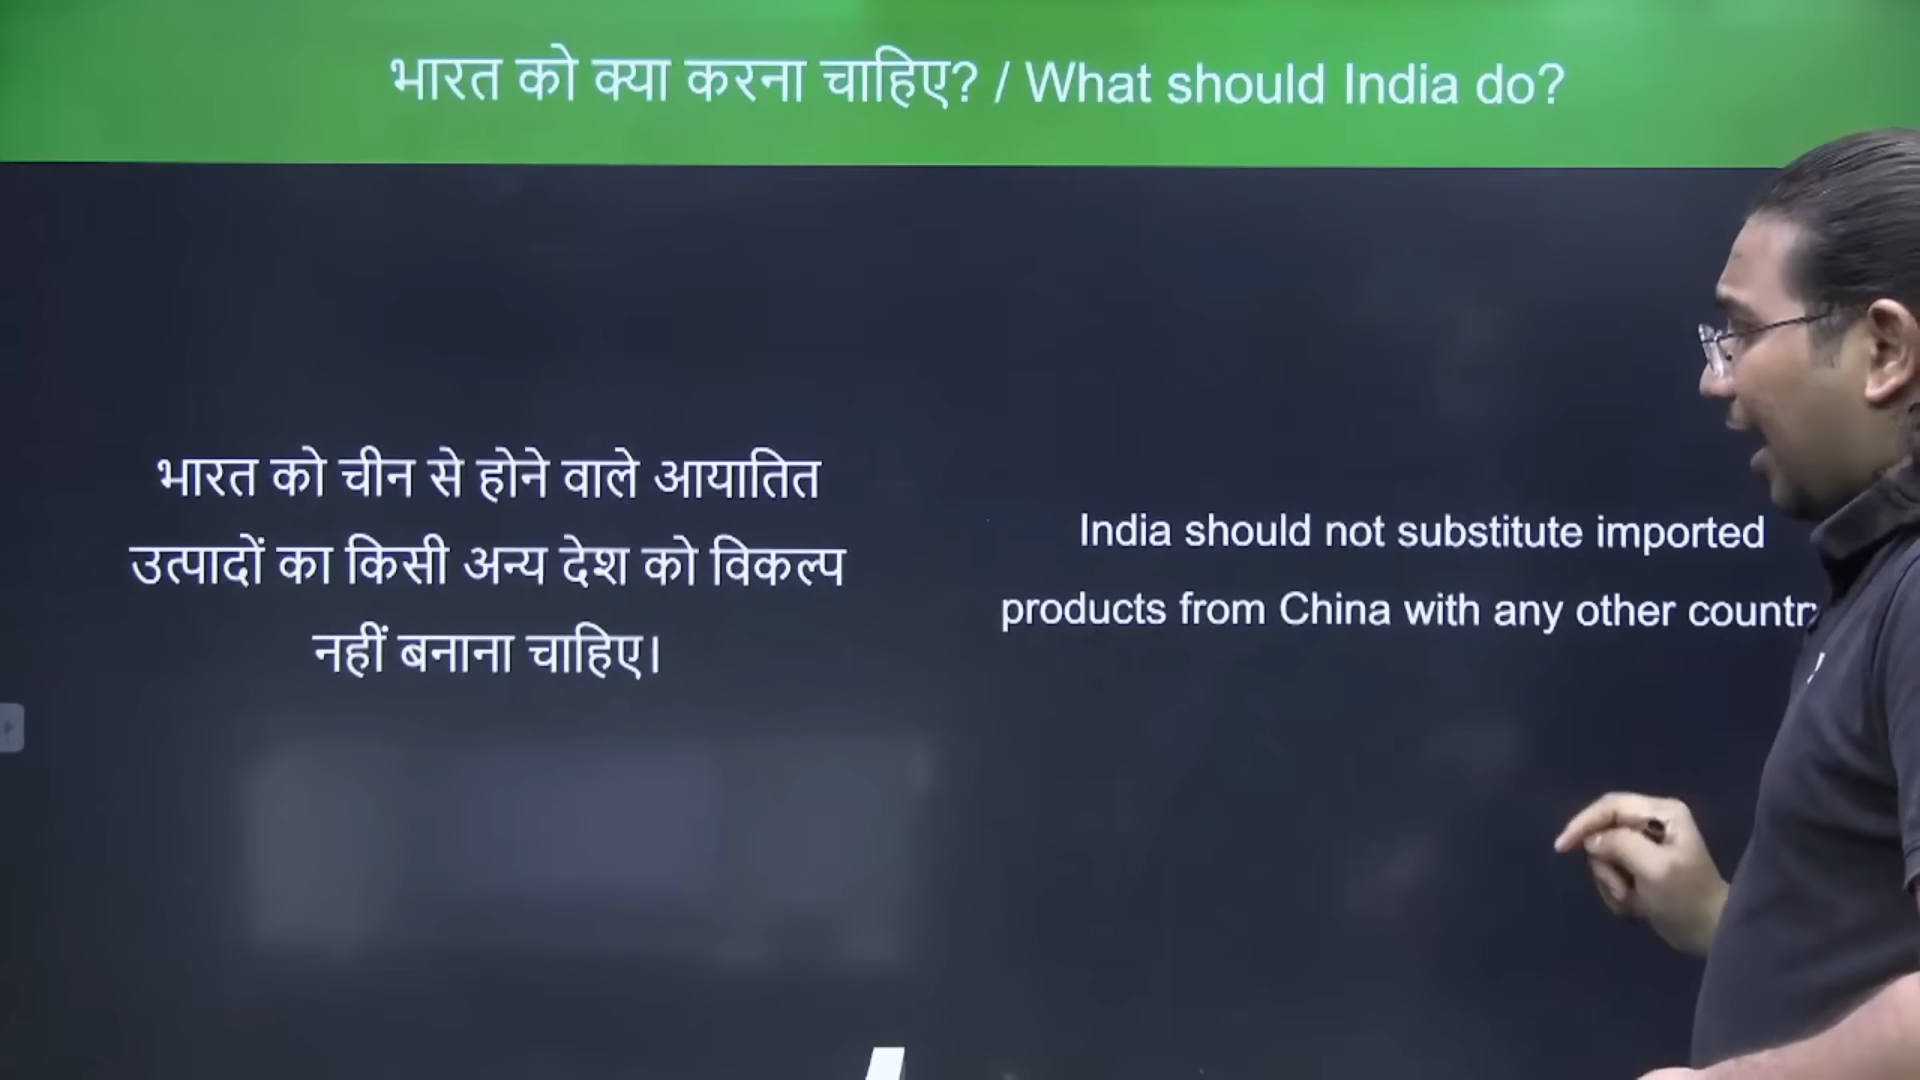 भारत को क्या करना चाहिए? / What should India do?
भारत को चीन से होने वाले आयातित
उत्पादों का किसी अन्य देश को विकल्प
नहीं बनाना चाहिए।
India should not substitute imported
products from China with any other